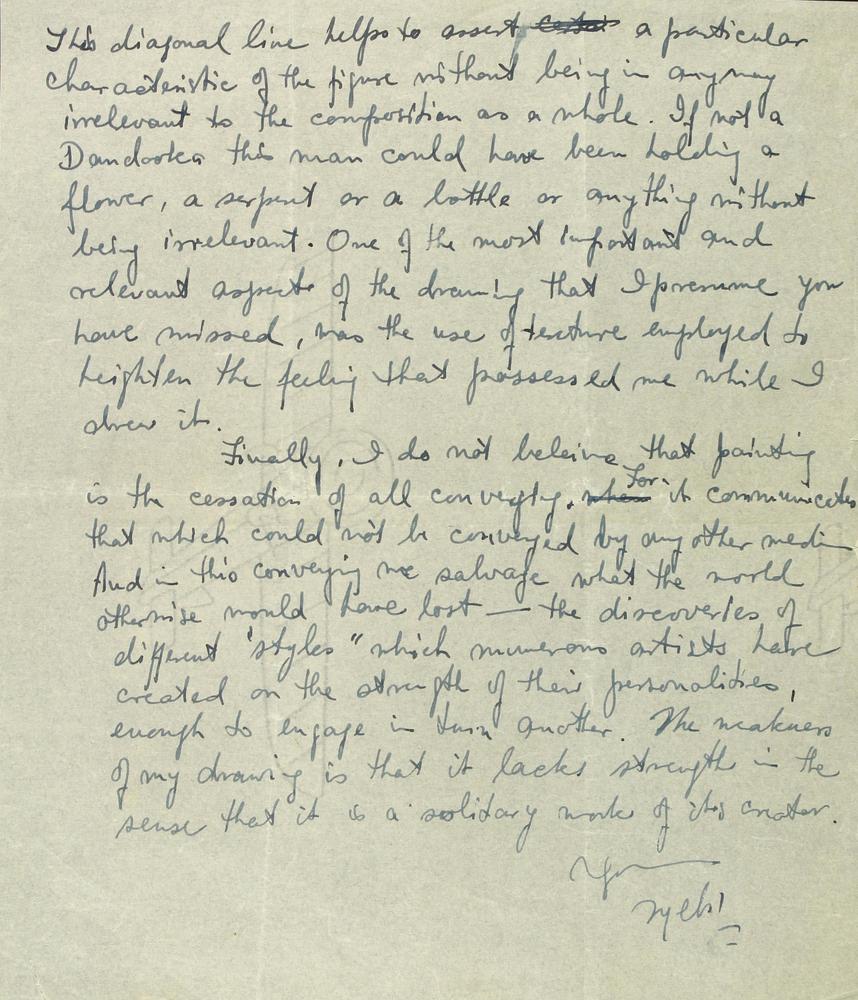 This diagonal line helps to assert a particular
characteristic of the figure without being in anyway
irrelevant to the composition as a whole. If not a
Dandooka this man could have been holding a
flower, a serpent or a bottle or anything without
being irrelevant. One of the most important and
relevant aspects of the drawing that I presume you
have missed, was the use of texture employed to
heighten the feeling that possessed me while I
drew it.
Finally, I do not beleive that painting
is the cessation of all conveying. For it communicates
that which could not be conveyed by any other medium
And in this conveying we salvage what the world
otherwise would have lost — the discoveries of
different "styles" which numerous artists have
created on the strength of their personalities,
enough to engage in turn another. The weakness
of my drawing is that it lacks strength in the
sense that it is a solitary work of its creator.